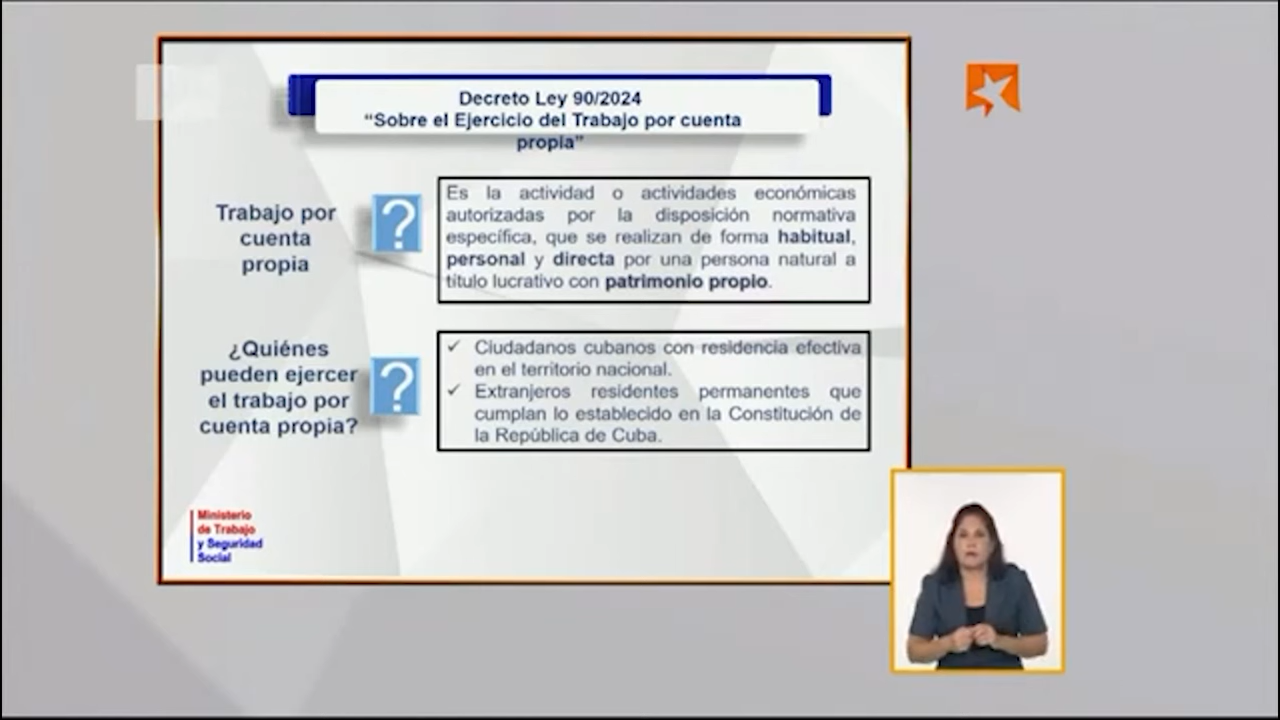 Decreto Ley 90/2024
“Sobre el Ejercicio del Trabajo por cuenta
propia”
Trabajo por
cuenta
propia
?
Es la actividad o actividades económicas
autorizadas por la disposición normativa
específica, que se realizan de forma habitual,
personal y directa por una persona natural a
título lucrativo con patrimonio propio.
¿Quiénes
pueden ejercer
el trabajo por
cuenta propia?
?
✓ Ciudadanos cubanos con residencia efectiva
en el territorio nacional.
✓ Extranjeros residentes permanentes que
cumplan lo establecido en la Constitución de
la República de Cuba.
Ministerio
de Trabajo
y Seguridad
Social